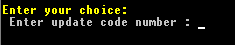 Enter your choice:
Enter update code number : _